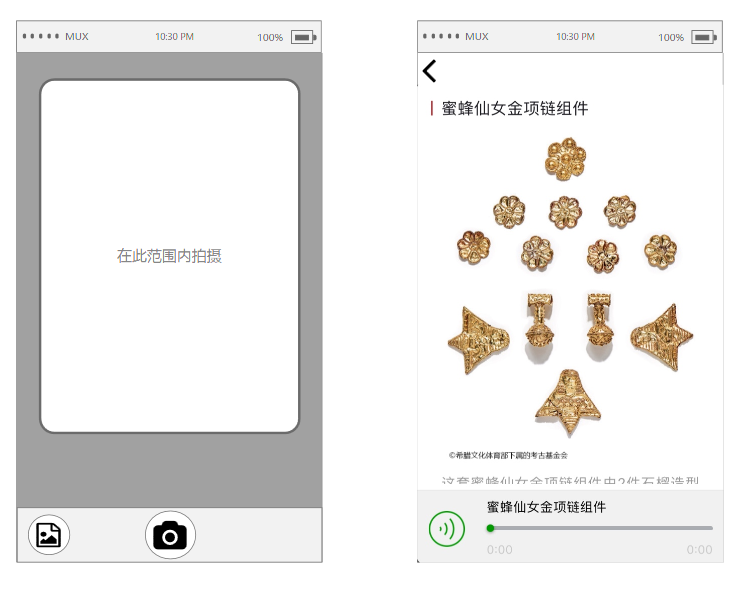 MUX 10:30 PM 100%
在此范围内拍摄
MUX 10:30 PM 100%
蜜蜂仙女金项链组件
©希腊文化体育部下属的考古基金会
这套蜜蜂仙女金项链组件中2件石榴造型
蜜蜂仙女金项链组件
0:00 0:00